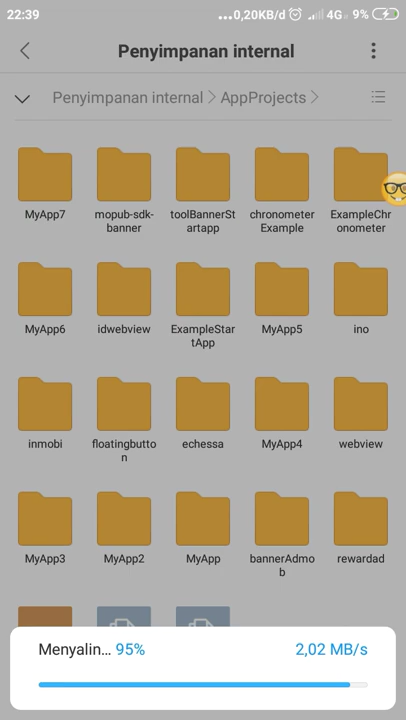 22:39
...0,20KB/d
4G
9%
Penyimpanan internal
Penyimpanan internal > AppProjects >
MyApp7
mopub-sdk-
banner
toolBannerSt
artapp
chronometer
Example
ExampleChr
onometer
MyApp6
idwebview
ExampleStar
tApp
MyApp5
ino
inmobi
floatingbutto
n
echessa
MyApp4
webview
MyApp3
MyApp2
MyApp
bannerAdmo
b
rewardad
Menyalin... 95%
2,02 MB/s